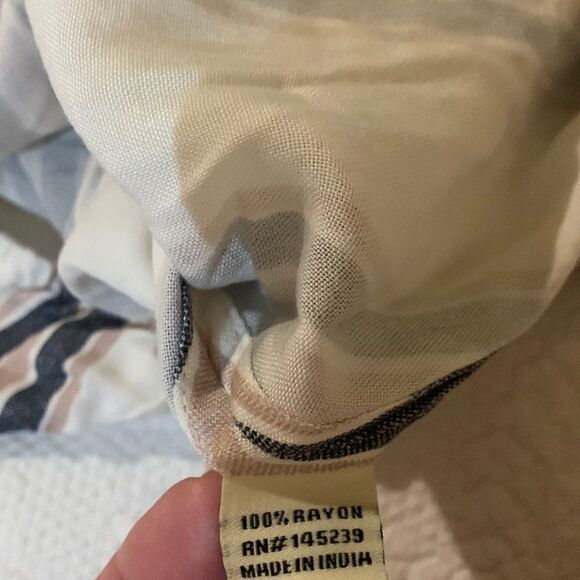 100% RAYON
RN# 145239
MADE IN INDIA